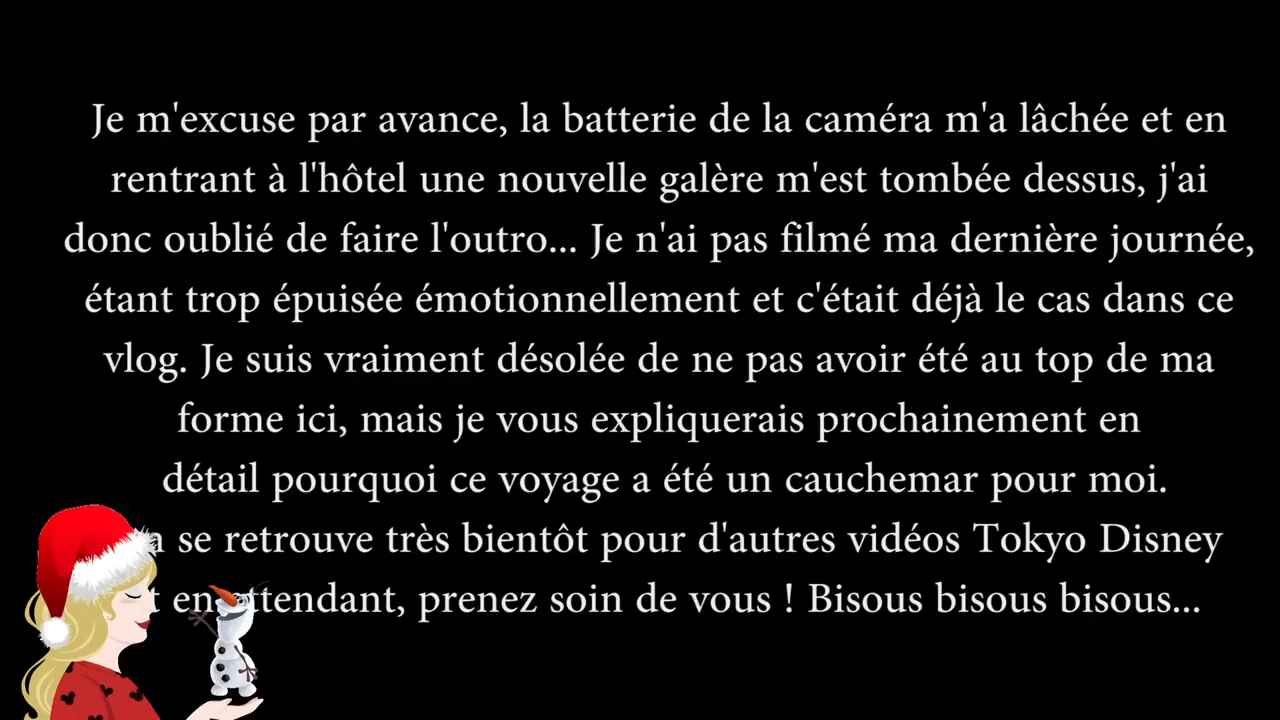 Je m'excuse par avance, la batterie de la caméra m'a lâchée et en
rentrant à l'hôtel une nouvelle galère m'est tombée dessus, j'ai
donc oublié de faire l'outro... Je n'ai pas filmé ma dernière journée,
étant trop épuisée émotionnellement et c'était déjà le cas dans ce
vlog. Je suis vraiment désolée de ne pas avoir été au top de ma
forme ici, mais je vous expliquerais prochainement en
détail pourquoi ce voyage a été un cauchemar pour moi.
se retrouve très bientôt pour d'autres vidéos Tokyo Disney
en attendant, prenez soin de vous ! Bisous bisous bisous...